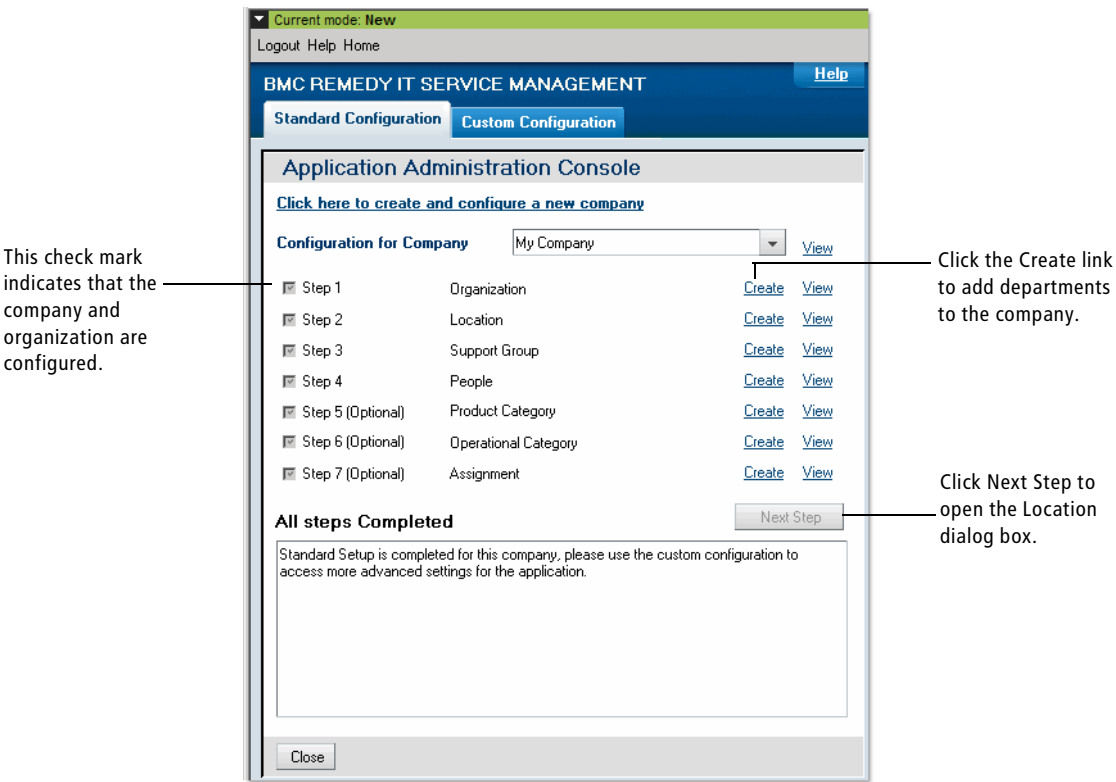 Current mode: New
Logout Help Home
BMC REMEDY IT SERVICE MANAGEMENT
Help
Standard Configuration
Custom Configuration
Application Administration Console
Click here to create and configure a new company
Configuration for Company
My Company
View
This check mark
indicates that the
company and
organization are
configured.
Click the Create link
to add departments
to the company.
Step 1 Organization Create View
Step 2 Location Create View
Step 3 Support Group Create View
Step 4 People Create View
Step 5 (Optional) Product Category Create View
Step 6 (Optional) Operational Category Create View
Step 7 (Optional) Assignment Create View
Click Next Step to
open the Location
dialog box.
All steps Completed
Next Step
Standard Setup is completed for this company, please use the custom configuration to
access more advanced settings for the application.
Close